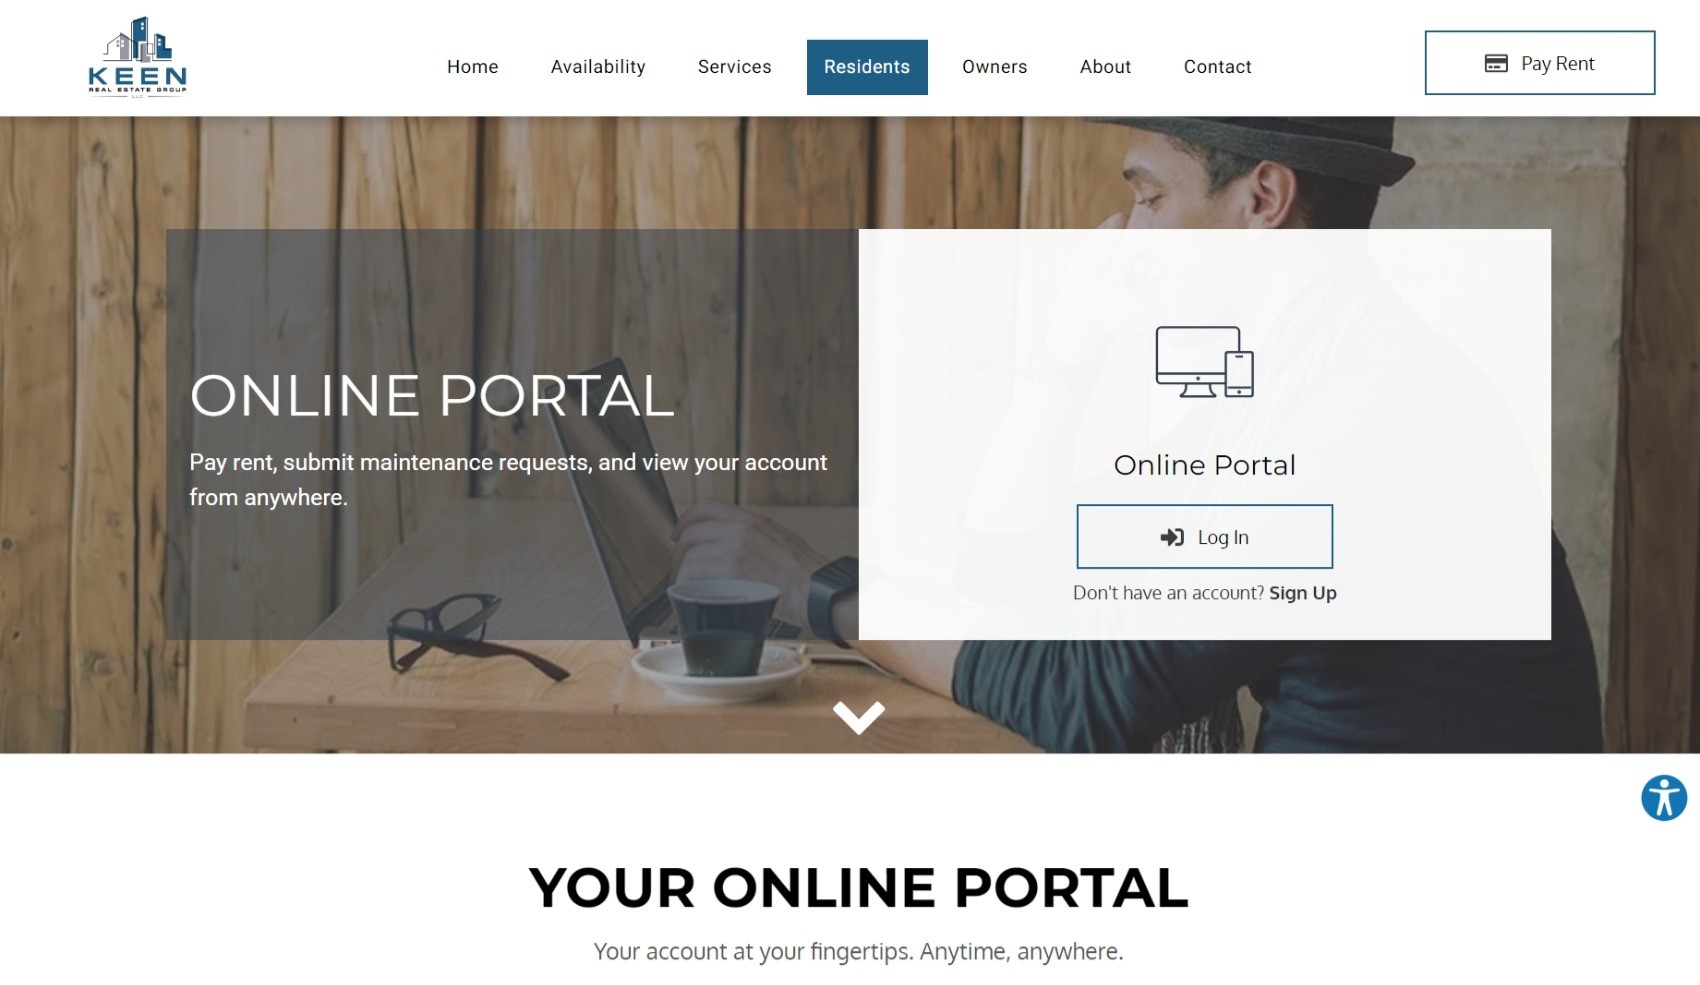 KEEN
REAL ESTATE GROUP
LLC
Home
Availability
Services
Residents
Owners
About
Contact
Pay Rent
ONLINE PORTAL
Pay rent, submit maintenance requests, and view your account
from anywhere.
Online Portal
Log In
Don't have an account? Sign Up
YOUR ONLINE PORTAL
Your account at your fingertips. Anytime, anywhere.